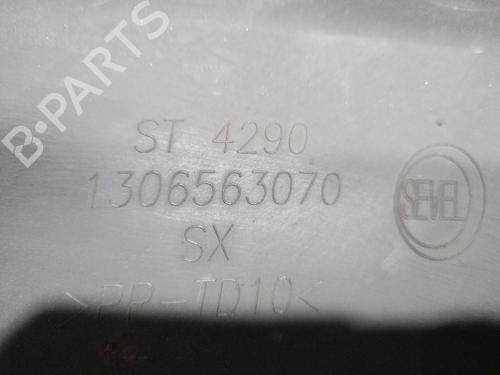 B-PARTS
ST 4290
1306563070
SEVEL
SX
>PP-TD10<